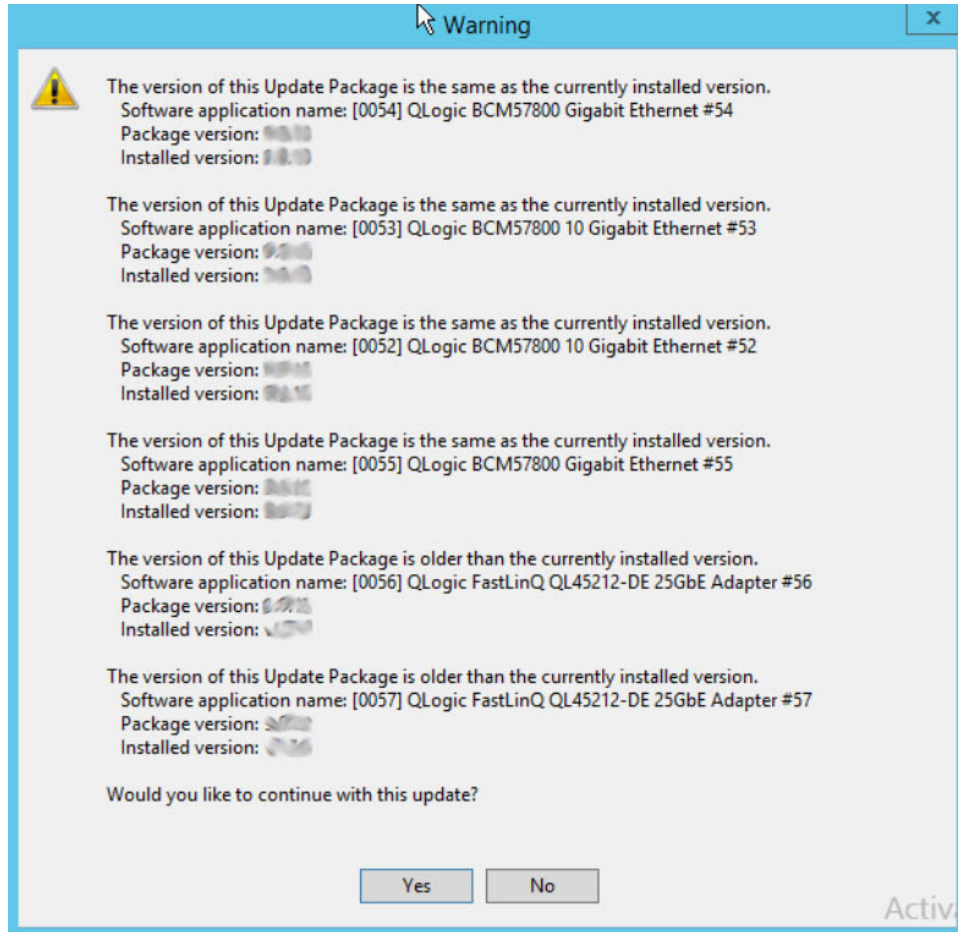 Warning
x
The version of this Update Package is the same as the currently installed version.
Software application name: [0054] QLogic BCM57800 Gigabit Ethernet #54
Package version:
Installed version:
The version of this Update Package is the same as the currently installed version.
Software application name: [0053] QLogic BCM57800 10 Gigabit Ethernet #53
Package version:
Installed version:
The version of this Update Package is the same as the currently installed version.
Software application name: [0052] QLogic BCM57800 10 Gigabit Ethernet #52
Package version:
Installed version:
The version of this Update Package is the same as the currently installed version.
Software application name: [0055] QLogic BCM57800 Gigabit Ethernet #55
Package version:
Installed version:
The version of this Update Package is older than the currently installed version.
Software application name: [0056] QLogic FastLinQ QL45212-DE 25GbE Adapter #56
Package version:
Installed version:
The version of this Update Package is older than the currently installed version.
Software application name: [0057] QLogic FastLinQ QL45212-DE 25GbE Adapter #57
Package version:
Installed version:
Would you like to continue with this update?
Yes No
Activ